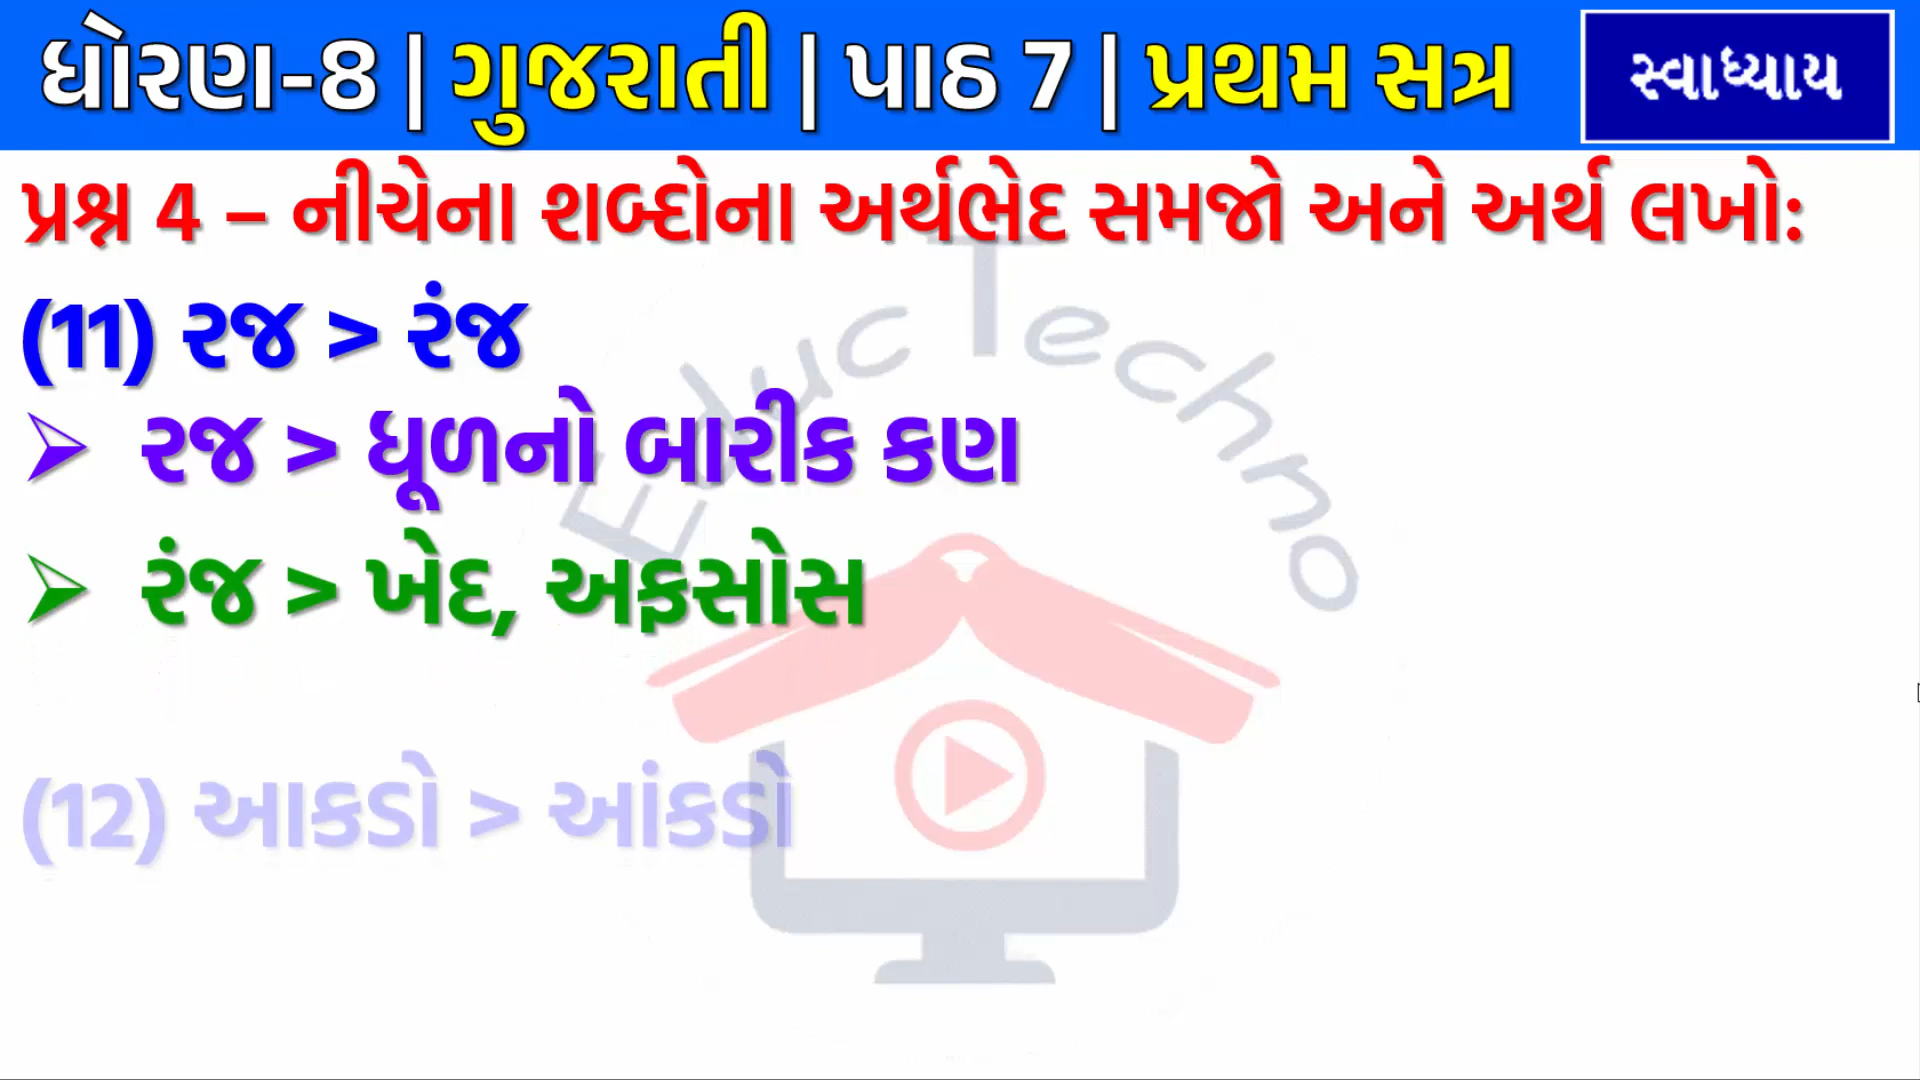 ધોરણ-8 | ગુજરાતી | પાઠ 7 | પ્રથમ સત્ર
સ્વાધ્યાય
પ્રશ્ન 4 – નીચેના શબ્દોના અર્થભેદ સમજો અને અર્થ લખો:
(11) રજ > રંજ
➢ રજ > ધૂળનો બારીક કણ
➢ રંજ > ખેદ, અફસોસ
(12) આકડો > આંકડો
EducTechno